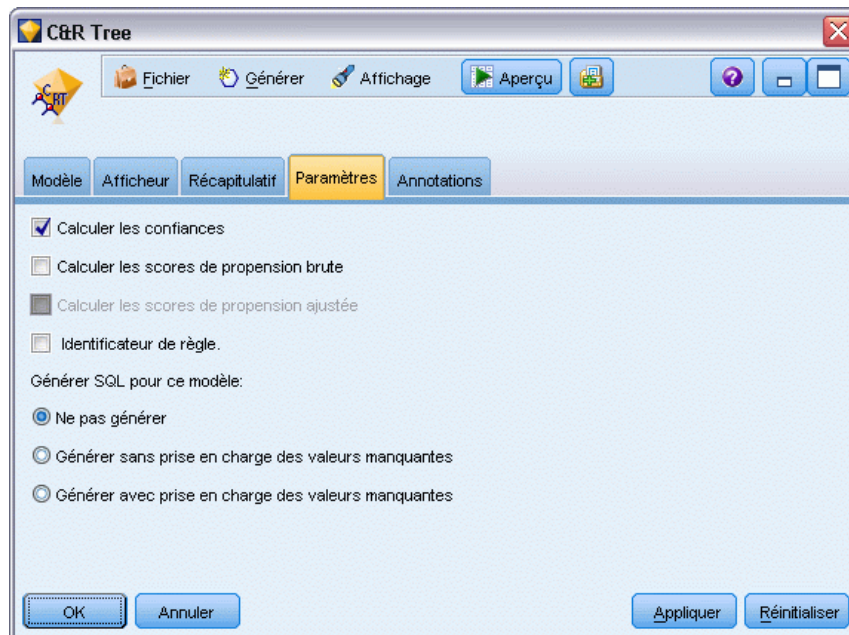 C&R Tree
CRT
Fichier Générer Affichage Aperçu
Modèle Afficheur Récapitulatif Paramètres Annotations
Calculer les confiances
Calculer les scores de propension brute
Calculer les scores de propension ajustée
Identificateur de règle.
Générer SQL pour ce modèle:
Ne pas générer
Générer sans prise en charge des valeurs manquantes
Générer avec prise en charge des valeurs manquantes
OK Annuler Appliquer Réinitialiser